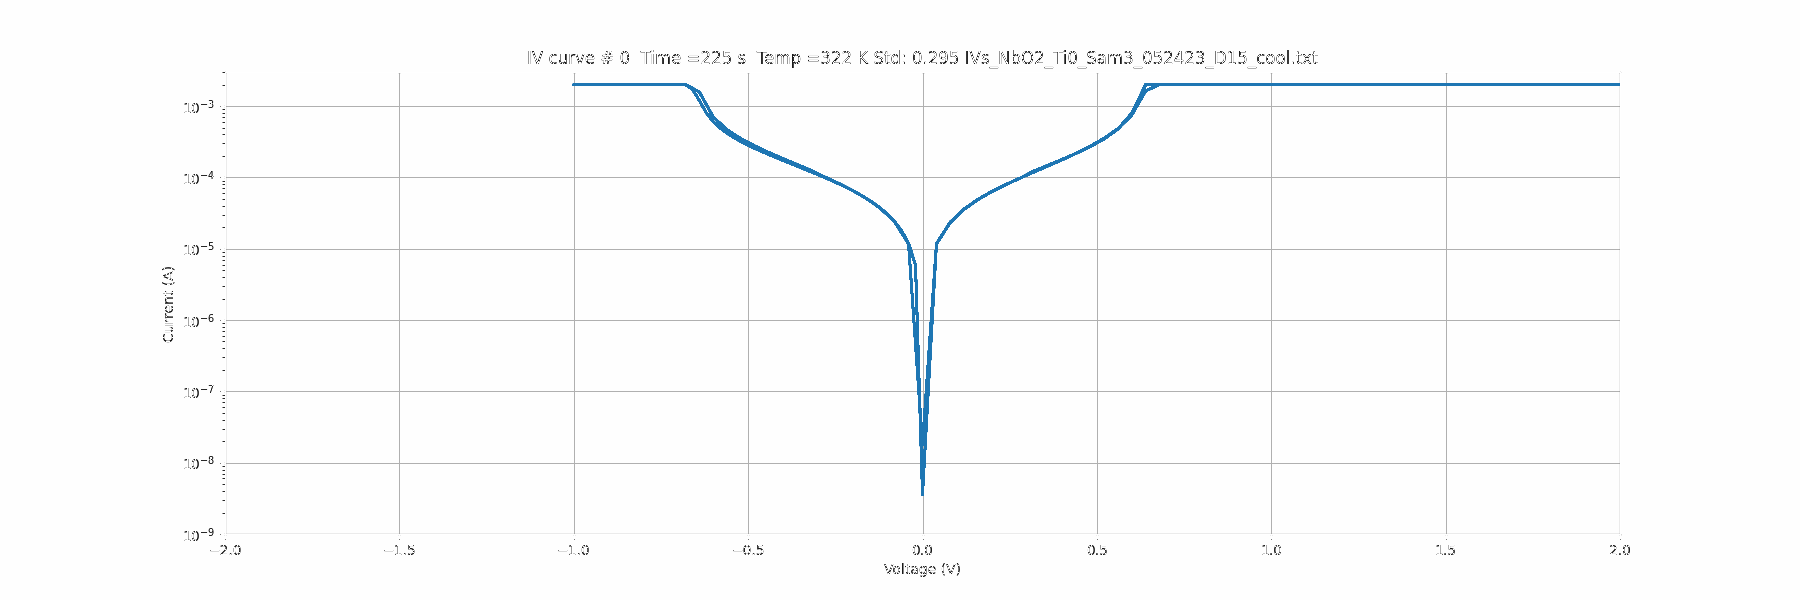 IV curve # 0  Time =225 s  Temp =322 K Std: 0.295 IVs_NbO2_Ti0_Sam3_052423_D15_cool.txt
10⁻³
10⁻⁴
10⁻⁵
10⁻⁶
10⁻⁷
10⁻⁸
10⁻⁹
Current (A)
−2.0 −1.5 −1.0 −0.5 0.0 0.5 1.0 1.5 2.0
Voltage (V)